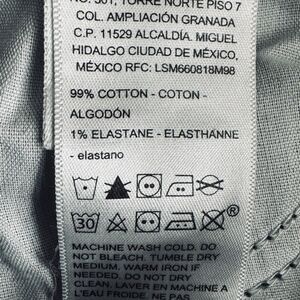 NO. 301, TORRE NORTE PISO 7
COL. AMPLIACIÓN GRANADA
C.P. 11529 ALCALDÍA. MIGUEL
HIDALGO CIUDAD DE MÉXICO,
MÉXICO RFC: LSM660818M98
99% COTTON - COTON -
ALGODÓN
1% ELASTANE - ELASTHANNE
- elastano
30
®
MACHINE WASH COLD. DO
NOT BLEACH. TUMBLE DRY
MEDIUM. WARM IRON IF
NEEDED. DO NOT DRY
CLEAN. LAVER EN MACHINE A
L'EAU FROIDE. NE PAS